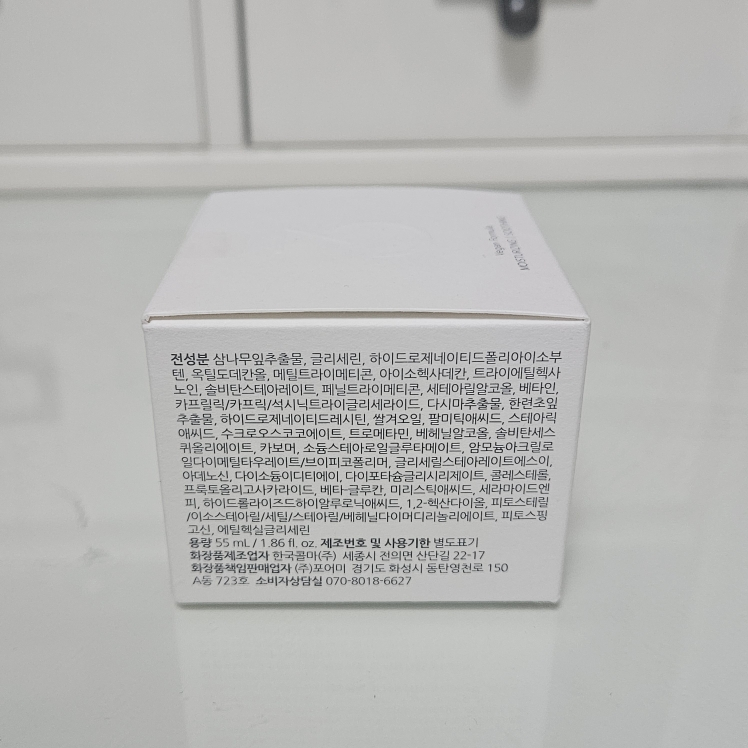 전성분 삼나무잎추출물, 글리세린, 하이드로제네이티드폴리아이소부
텐, 옥틸도데칸올, 메틸트라이메티콘, 아이소헥사데칸, 트라이에틸헥사
노인, 솔비탄스테아레이트, 페닐트라이메티콘, 세테아릴알코올, 베타인,
카프릴릭/카프릭/석시닉트라이글리세라이드, 다시마추출물, 한련초잎
추출물, 하이드로제네이티드레시틴, 쌀겨오일, 팔미틱애씨드, 스테아릭
애씨드, 수크로오스코코에이트, 트로메타민, 베헤닐알코올, 솔비탄세스
퀴올리에이트, 카보머, 소듐스테아로일글루타메이트, 암모늄아크릴로
일다이메틸타우레이트/브이피코폴리머, 글리세릴스테아레이트에스이,
아데노신, 다이소듐이디티에이, 다이포타슘글리시리제이트, 콜레스테롤,
프룩토올리고사카라이드, 베타-글루칸, 미리스틱애씨드, 세라마이드엔
피, 하이드롤라이즈드하이알루로닉애씨드, 1,2-헥산다이올, 피토스테릴
/이소스테아릴/세틸/스테아릴/베헤닐다이머디리놀리에이트, 피토스핑
고신, 에틸헥실글리세린
용량 55 mL / 1.86 fl. oz. 제조번호 및 사용기한 별도표기
화장품제조업자 한국콜마(주) 세종시 전의면 산단길 22-17
화장품책임판매업자 (주)포어미 경기도 화성시 동탄영천로 150
A동 723호 소비자상담실 070-8018-6627